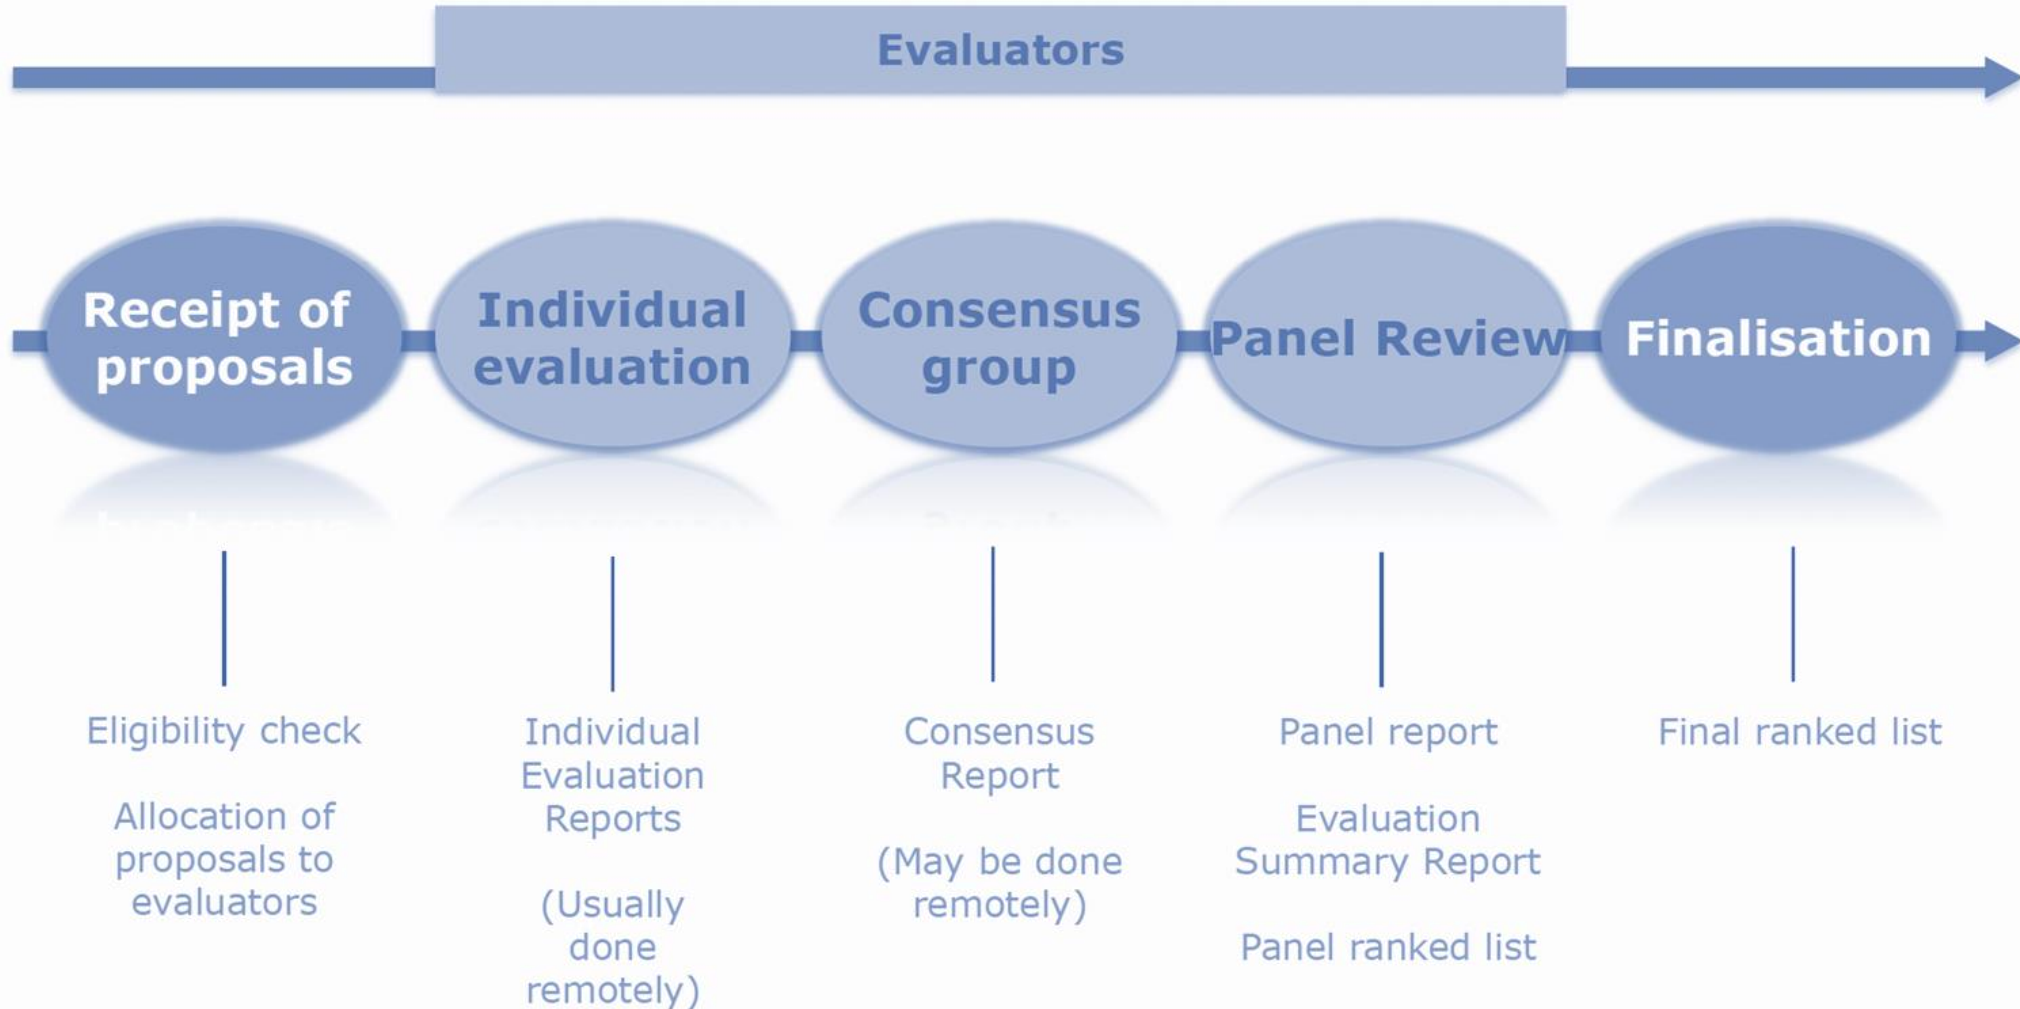 Evaluators
Receipt of
proposals
Individual
evaluation
Consensus
group
Panel Review
Finalisation
Eligibility check
Allocation of
proposals to
evaluators
Individual
Evaluation
Reports
(Usually
done
remotely)
Consensus
Report
(May be done
remotely)
Panel report
Evaluation
Summary Report
Panel ranked list
Final ranked list